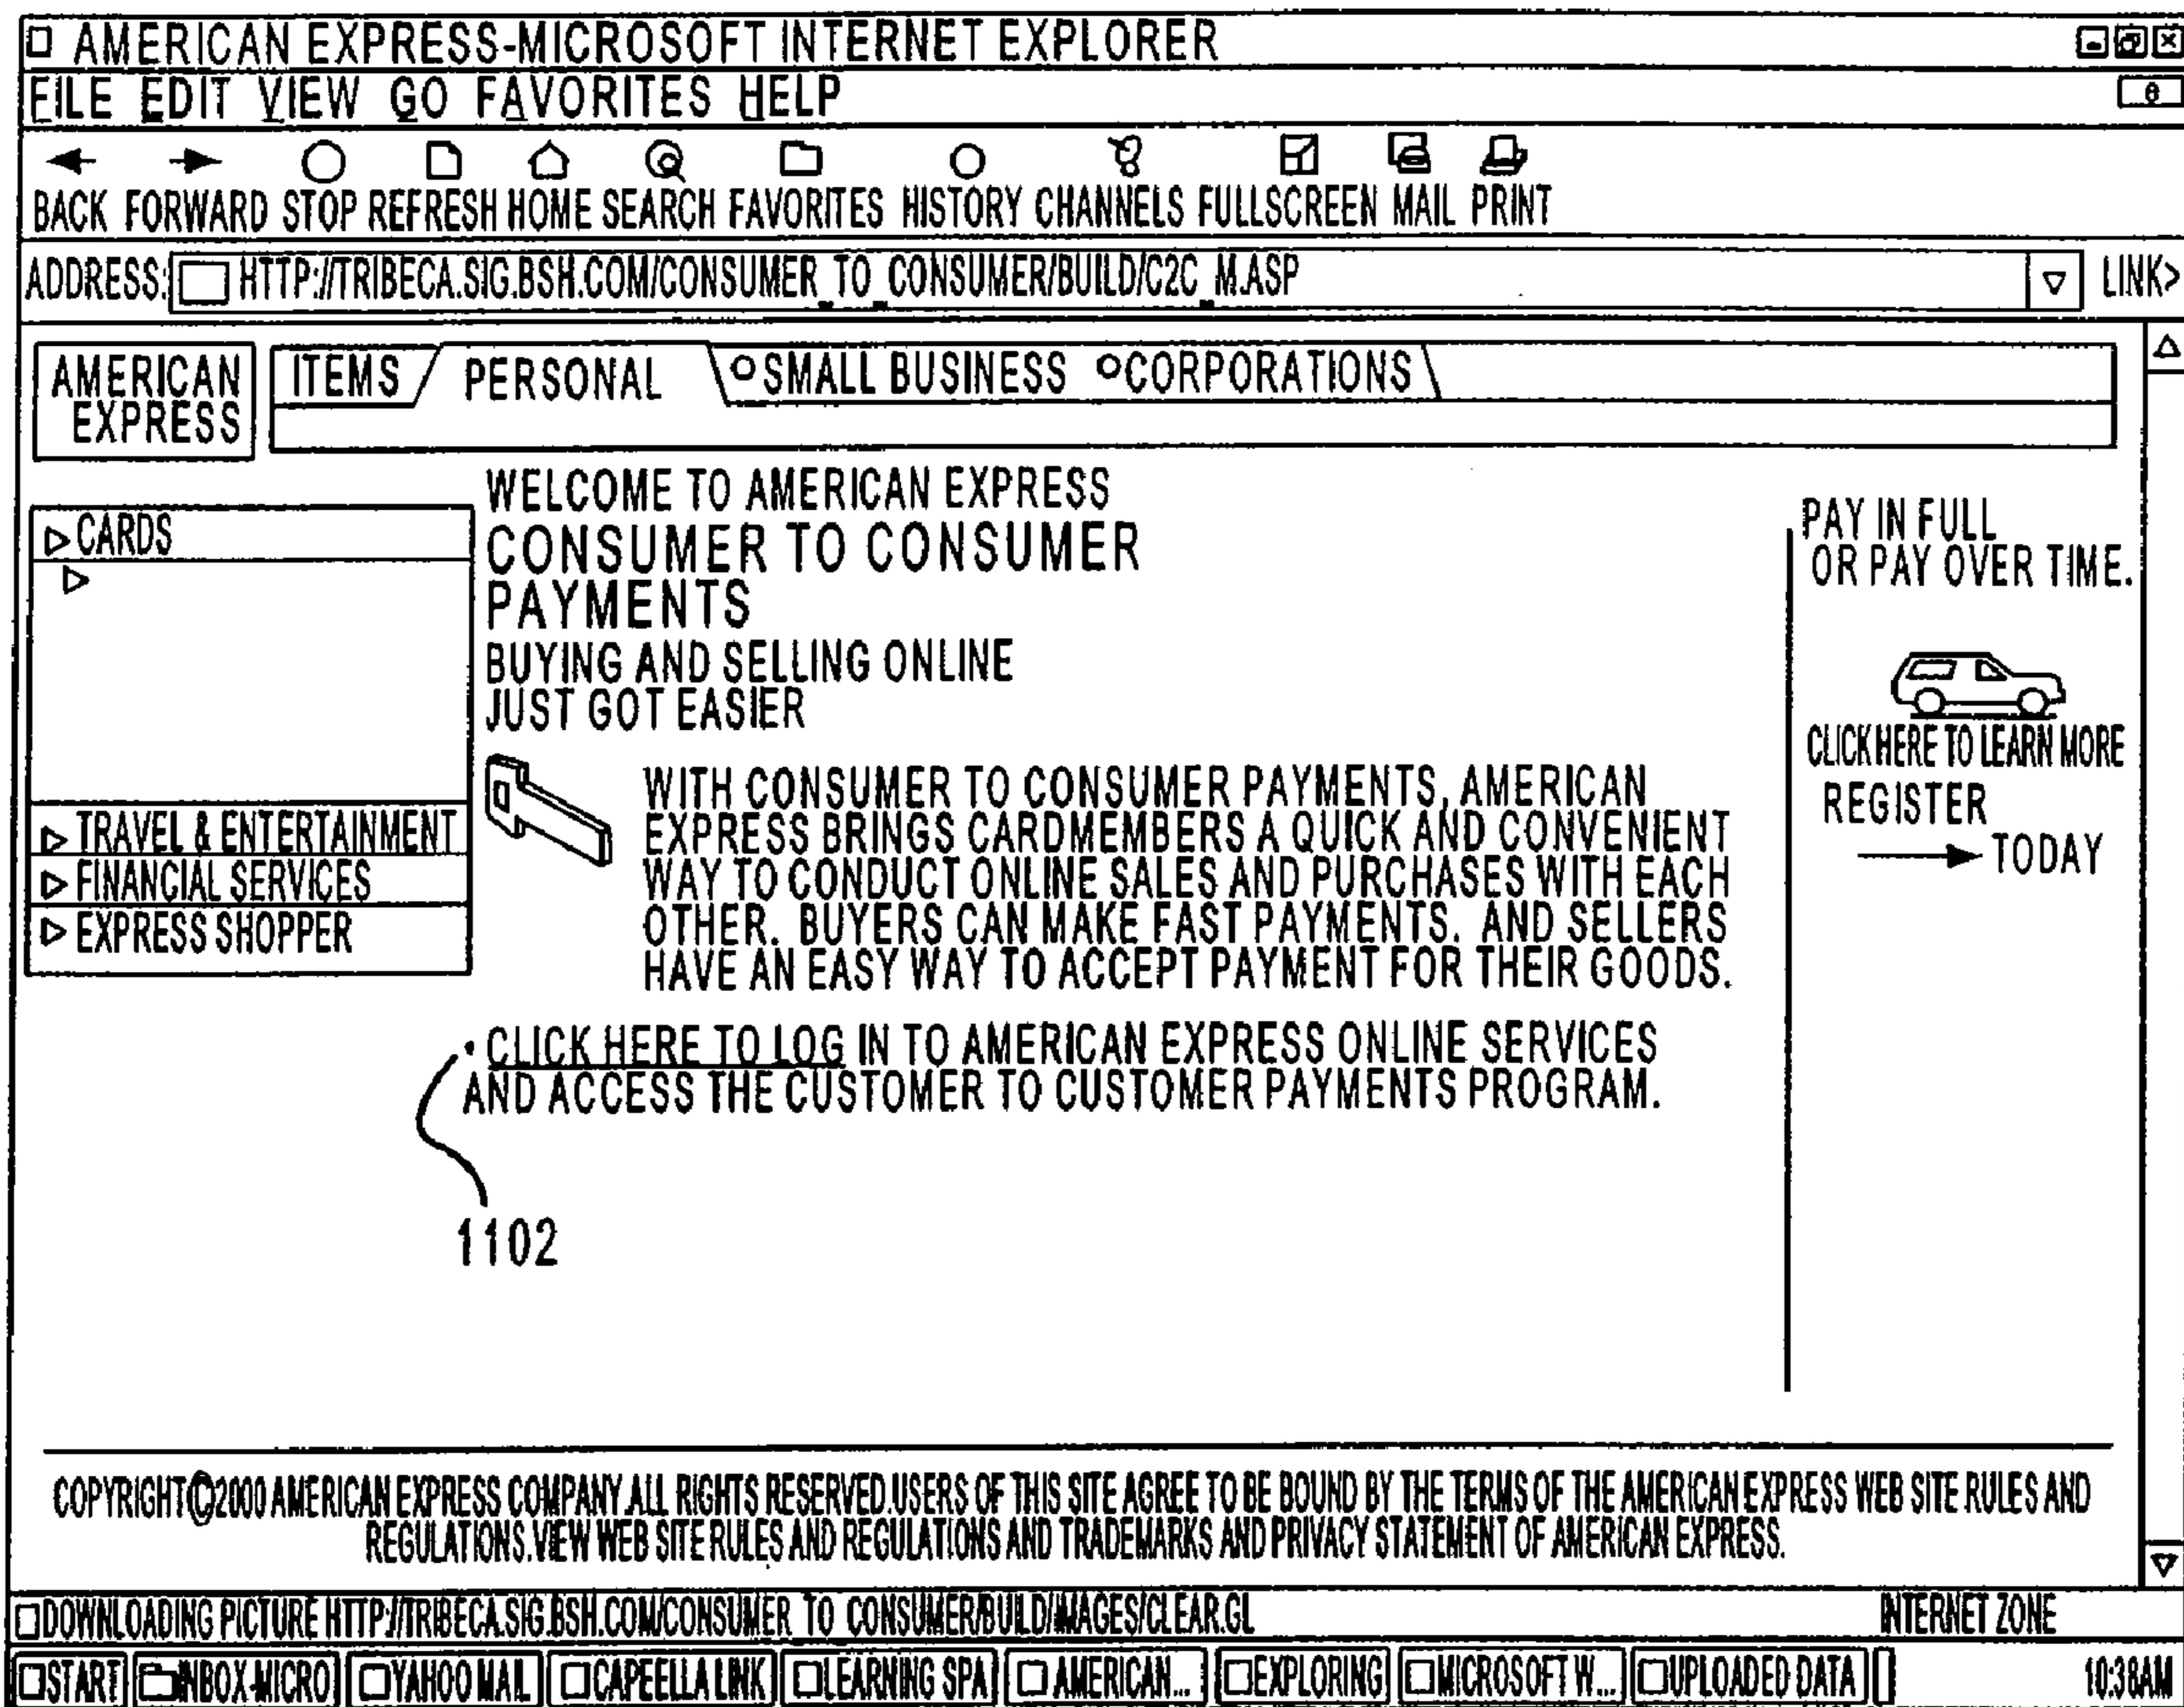 AMERICAN EXPRESS-MICROSOFT INTERNET EXPLORER
FILE EDIT VIEW GO FAVORITES HELP
BACK FORWARD STOP REFRESH HOME SEARCH FAVORITES HISTORY CHANNELS FULLSCREEN MAIL PRINT
ADDRESS: HTTP://TRIBECA.SIG.BSH.COM/CONSUMER_TO_CONSUMER/BUILD/C2C_M.ASP LINK>
AMERICAN EXPRESS
ITEMS PERSONAL SMALL BUSINESS CORPORATIONS
CARDS
TRAVEL & ENTERTAINMENT
FINANCIAL SERVICES
EXPRESS SHOPPER
WELCOME TO AMERICAN EXPRESS
CONSUMER TO CONSUMER
PAYMENTS
BUYING AND SELLING ONLINE
JUST GOT EASIER
WITH CONSUMER TO CONSUMER PAYMENTS, AMERICAN
EXPRESS BRINGS CARDMEMBERS A QUICK AND CONVENIENT
WAY TO CONDUCT ONLINE SALES AND PURCHASES WITH EACH
OTHER. BUYERS CAN MAKE FAST PAYMENTS. AND SELLERS
HAVE AN EASY WAY TO ACCEPT PAYMENT FOR THEIR GOODS.
· CLICK HERE TO LOG IN TO AMERICAN EXPRESS ONLINE SERVICES
AND ACCESS THE CUSTOMER TO CUSTOMER PAYMENTS PROGRAM.
1102
PAY IN FULL
OR PAY OVER TIME.
CLICK HERE TO LEARN MORE
REGISTER
TODAY
COPYRIGHT©2000 AMERICAN EXPRESS COMPANY.ALL RIGHTS RESERVED.USERS OF THIS SITE AGREE TO BE BOUND BY THE TERMS OF THE AMERICAN EXPRESS WEB SITE RULES AND
REGULATIONS.VIEW WEB SITE RULES AND REGULATIONS AND TRADEMARKS AND PRIVACY STATEMENT OF AMERICAN EXPRESS.
DOWNLOADING PICTURE HTTP://TRIBECA.SIG.BSH.COM/CONSUMER_TO_CONSUMER/BUILD/IMAGES/CLEAR.GL INTERNET ZONE
START INBOX-MICRO YAHOO MAIL CAPEELLA LINK LEARNING SPA AMERICAN... EXPLORING MICROSOFT W... UPLOADED DATA 10:38AM